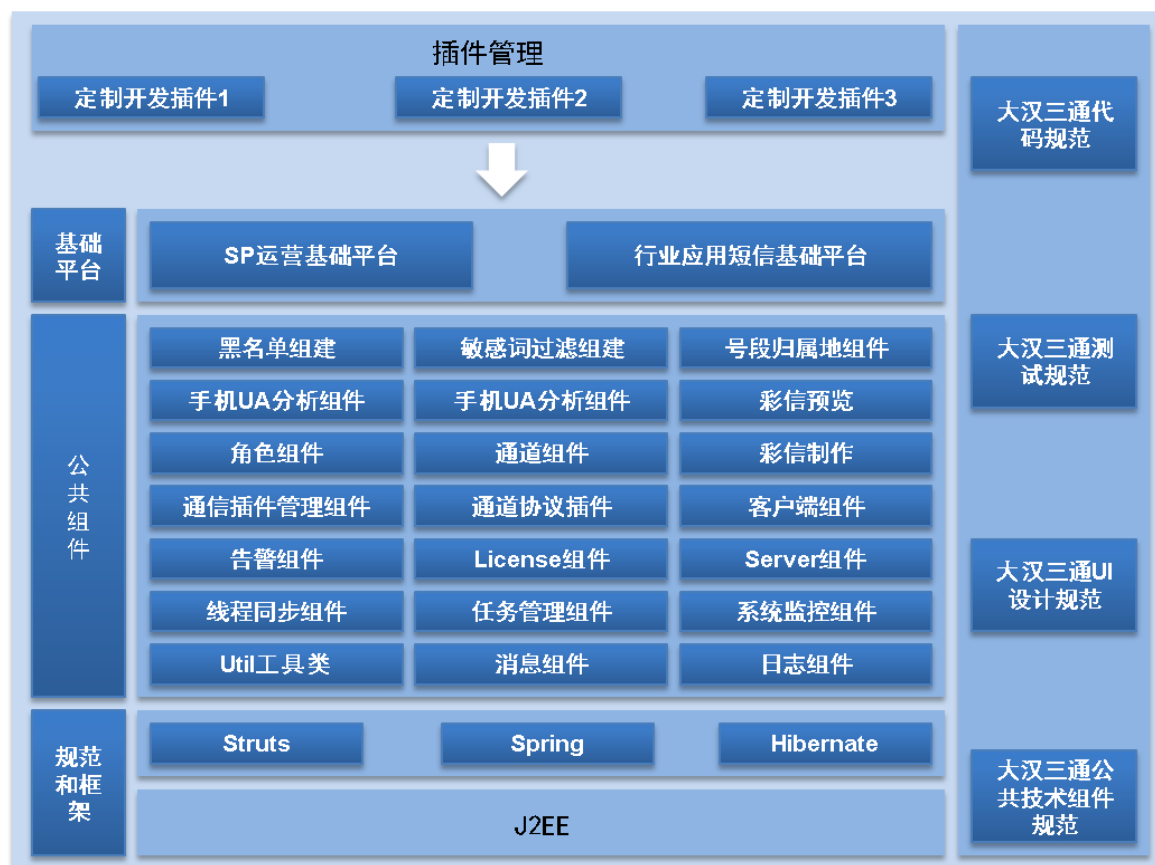 插件管理
定制开发插件1
定制开发插件2
定制开发插件3
基础
平台
SP运营基础平台
行业应用短信基础平台
公
共
组
件
黑名单组建
敏感词过滤组建
号段归属地组件
手机UA分析组件
手机UA分析组件
彩信预览
角色组件
通道组件
彩信制作
通信插件管理组件
通道协议插件
客户端组件
告警组件
License组件
Server组件
线程同步组件
任务管理组件
系统监控组件
Util工具类
消息组件
日志组件
规范
和框
架
Struts
Spring
Hibernate
J2EE
大汉三通代
码规范
大汉三通测
试规范
大汉三通UI
设计规范
大汉三通公
共技术组件
规范